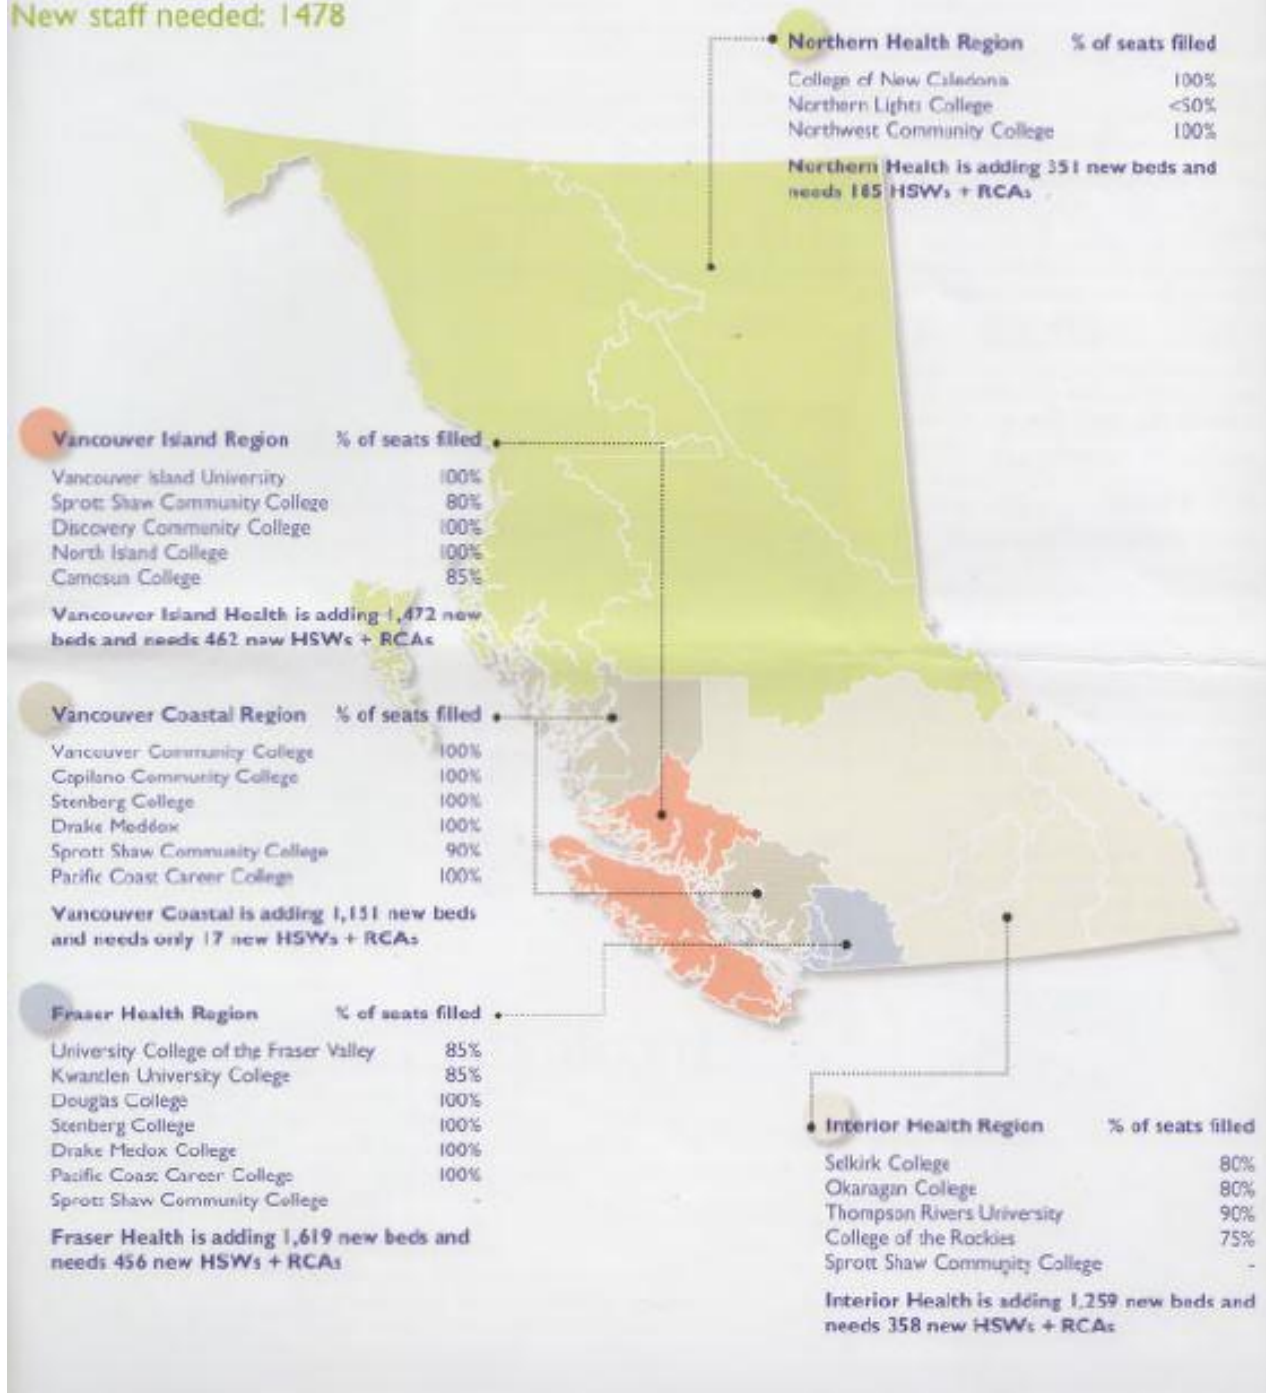 New staff needed: 1478
Northern Health Region % of seats filled
College of New Caledonia 100%
Northern Lights College <50%
Northwest Community College 100%
Northern Health is adding 351 new beds and
needs 185 HSWs + RCAs
Vancouver Island Region % of seats filled
Vancouver Island University 100%
Sprott Shaw Community College 80%
Discovery Community College 100%
North Island College 100%
Camosun College 85%
Vancouver Island Health is adding 1,472 new
beds and needs 462 new HSWs + RCAs
Vancouver Coastal Region % of seats filled
Vancouver Community College 100%
Capilano Community College 100%
Stenberg College 100%
Drake Meddox 100%
Sprott Shaw Community College 90%
Pacific Coast Career College 100%
Vancouver Coastal is adding 1,151 new beds
and needs only 17 new HSWs + RCAs
Fraser Health Region % of seats filled
University College of the Fraser Valley 85%
Kwantlen University College 85%
Douglas College 100%
Stenberg College 100%
Drake Medox College 100%
Pacific Coast Career College 100%
Sprott Shaw Community College -
Fraser Health is adding 1,619 new beds and
needs 456 new HSWs + RCAs
Interior Health Region % of seats filled
Selkirk College 80%
Okanagan College 80%
Thompson Rivers University 90%
College of the Rockies 75%
Sprott Shaw Community College -
Interior Health is adding 1,259 new beds and
needs 358 new HSWs + RCAs